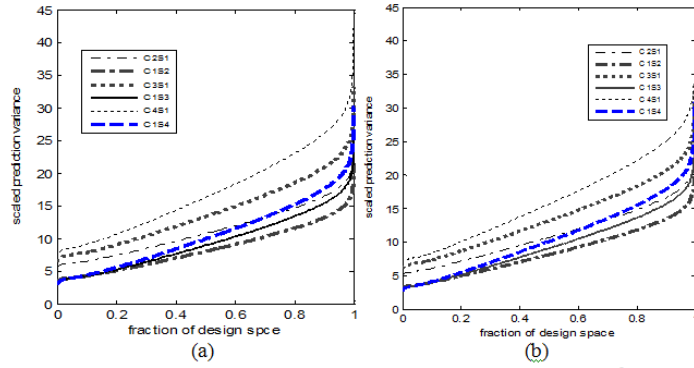 45
40
35
30
25
20
15
10
5
0
scaled prediction variance
C2S1
C1S2
C3S1
C1S3
C4S1
C1S4
0 0.2 0.4 0.6 0.8 1
fraction of design spce
(a)
45
40
35
30
25
20
15
10
5
0
scaled prediction variance
C2S1
C1S2
C3S1
C1S3
C4S1
C1S4
0 0.2 0.4 0.6 0.8 1
fraction of design space
(b)